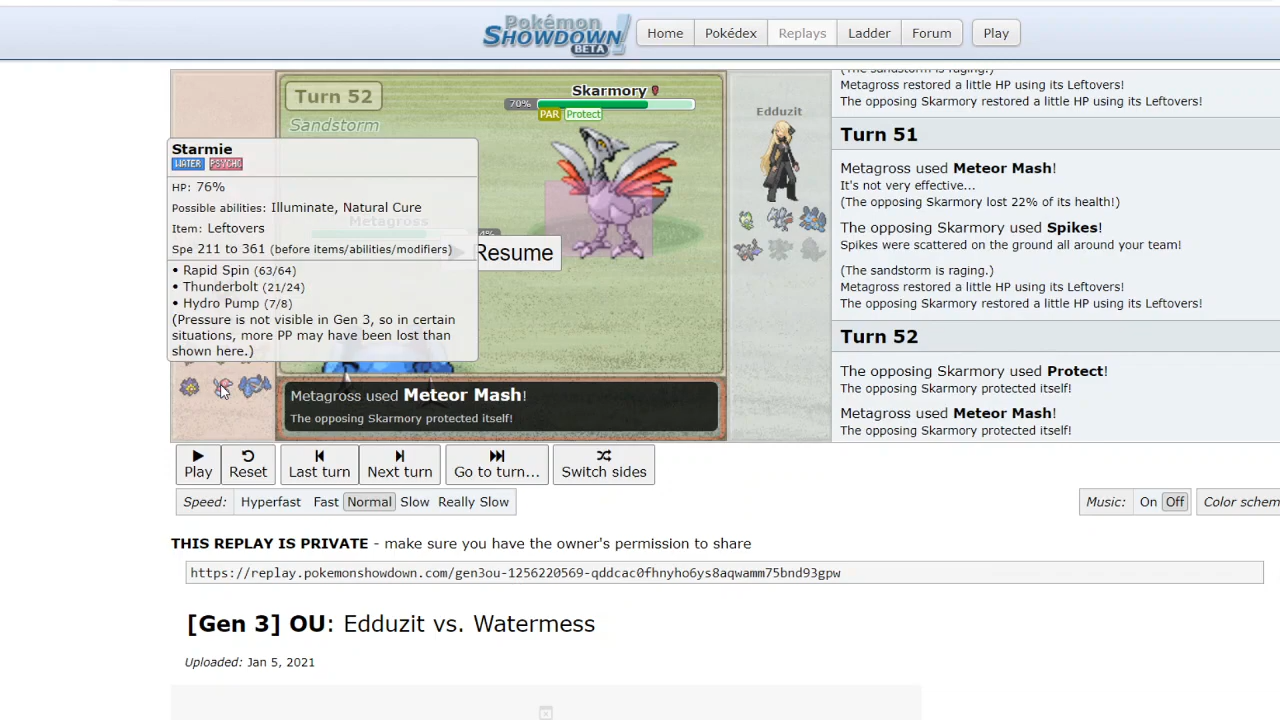 Pokémon
SHOWDOWN!
BETA
Home
Pokédex
Replays
Ladder
Forum
Play
Turn 52
Sandstorm
Skarmory
70%
PAR Protect
Starmie
WATER PSYCHC
HP: 76%
Possible abilities: Illuminate, Natural Cure
Item: Leftovers
Spe 211 to 361 (before items/abilities/modifiers)
• Rapid Spin (63/64)
• Thunderbolt (21/24)
• Hydro Pump (7/8)
(Pressure is not visible in Gen 3, so in certain
situations, more PP may have been lost than
shown here.)
Metagross
Resume
Metagross used Meteor Mash!
The opposing Skarmory protected itself!
Edduzit
(The sandstorm is raging.)
Metagross restored a little HP using its Leftovers!
The opposing Skarmory restored a little HP using its Leftovers!
Turn 51
Metagross used Meteor Mash!
It's not very effective...
(The opposing Skarmory lost 22% of its health!)
The opposing Skarmory used Spikes!
Spikes were scattered on the ground all around your team!
(The sandstorm is raging.)
Metagross restored a little HP using its Leftovers!
The opposing Skarmory restored a little HP using its Leftovers!
Turn 52
The opposing Skarmory used Protect!
The opposing Skarmory protected itself!
Metagross used Meteor Mash!
The opposing Skarmory protected itself!
Play
Reset
Last turn
Next turn
Go to turn...
Switch sides
Speed: Hyperfast Fast Normal Slow Really Slow
Music: On Off
Color schem
THIS REPLAY IS PRIVATE - make sure you have the owner's permission to share
https://replay.pokemonshowdown.com/gen3ou-1256220569-qddcac0fhnyho6ys8aqwamm75bnd93gpw
[Gen 3] OU: Edduzit vs. Watermess
Uploaded: Jan 5, 2021